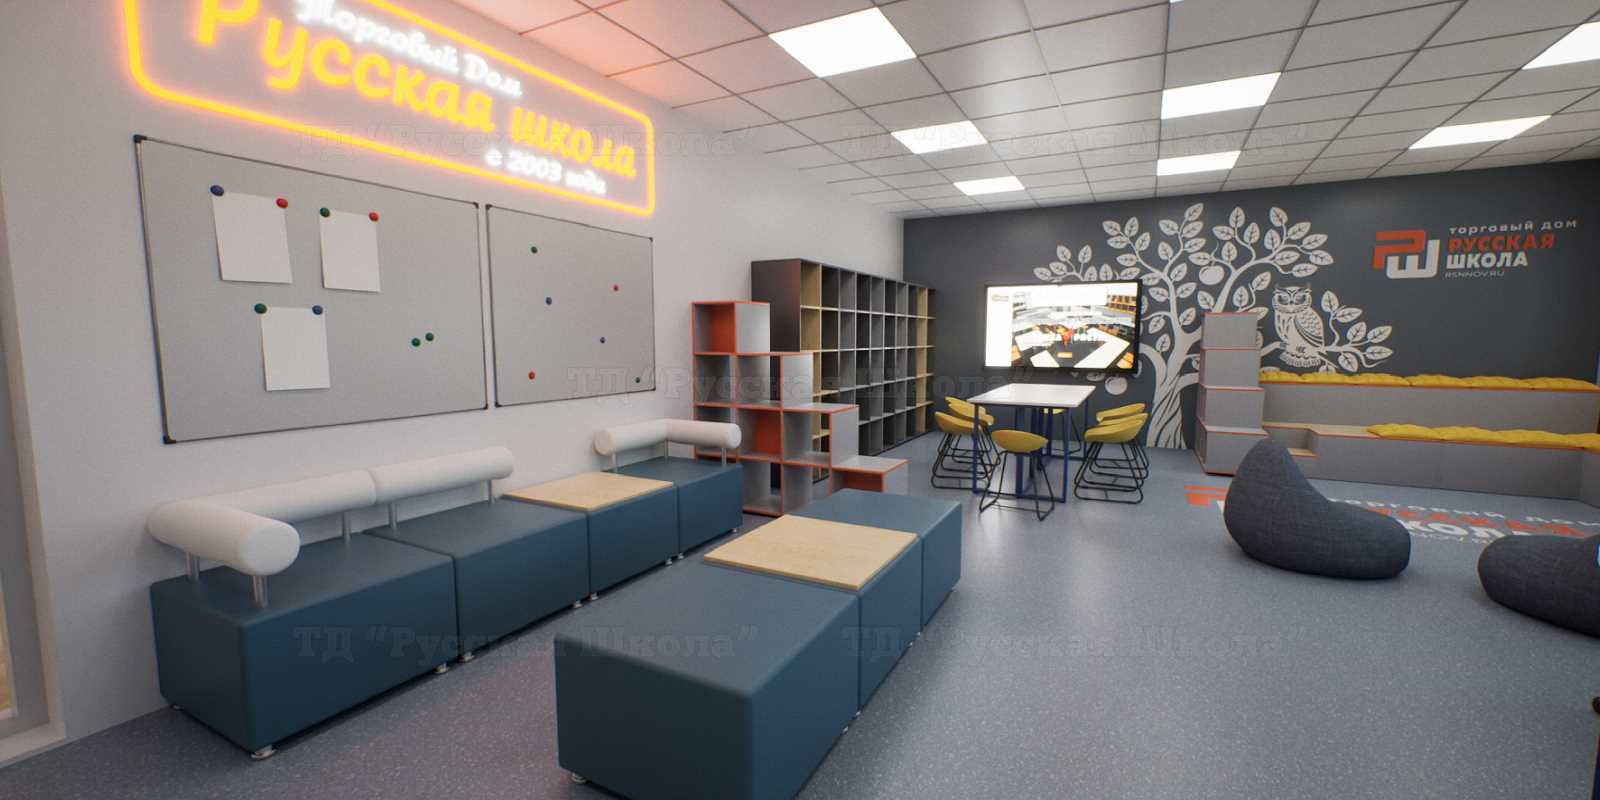 Торговый Дом
Русская школа
с 2003 года
ТОРГОВЫЙ ДОМ
РУССКАЯ
ШКОЛА
RSNNOV.RU
ТД “Русская Школа”
ТД “Русская Школа”
ТД “Русская Школа”
ТД “Русская Школа”
ТД “Русская Школа”